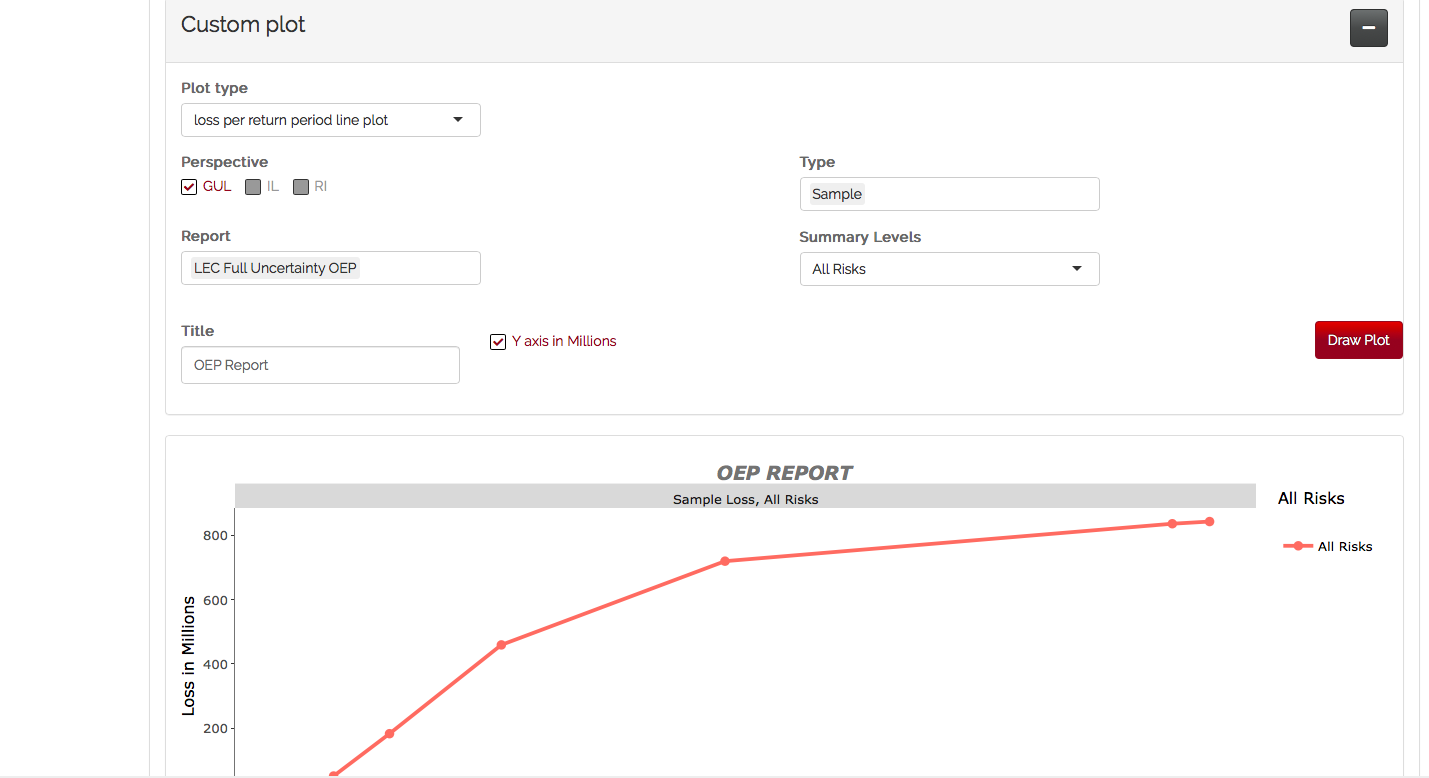 Custom plot
Plot type
loss per return period line plot
Perspective
Type
GUL IL RI
Sample
Report
Summary Levels
LEC Full Uncertainty OEP
All Risks
Title
Y axis in Millions
Draw Plot
OEP Report
OEP REPORT
Sample Loss, All Risks
All Risks
All Risks
Loss in Millions
800
600
400
200